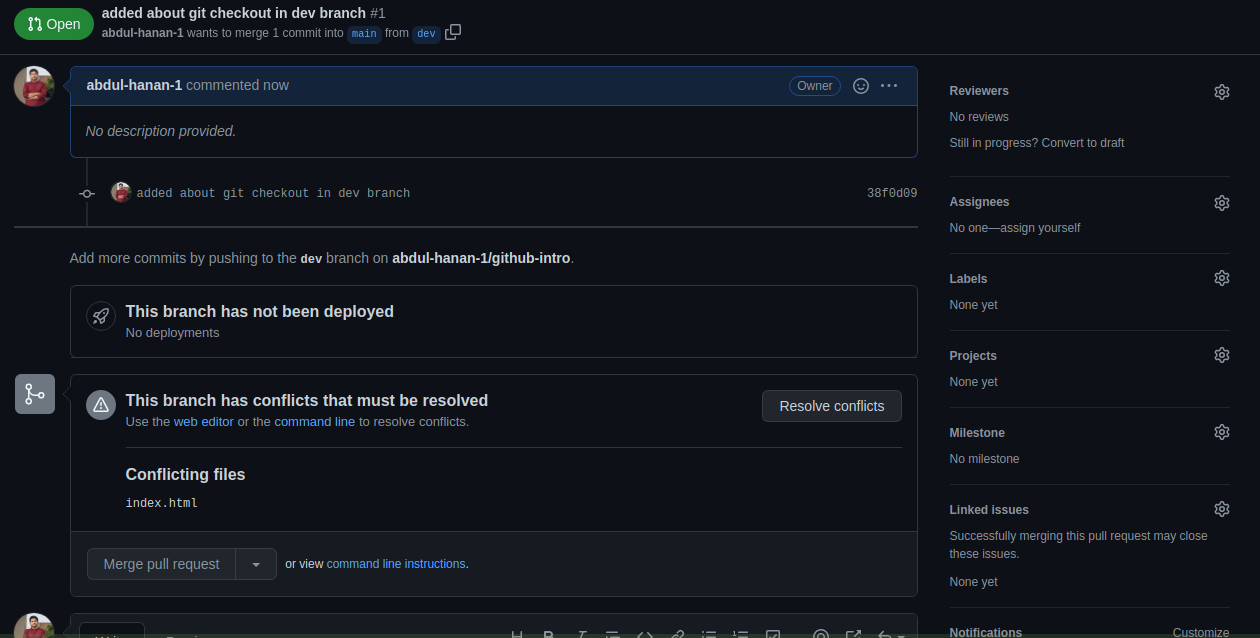 Open
added about git checkout in dev branch #1
abdul-hanan-1 wants to merge 1 commit into main from dev
abdul-hanan-1 commented now
Owner
No description provided.
added about git checkout in dev branch
38f0d09
Add more commits by pushing to the dev branch on abdul-hanan-1/github-intro.
This branch has not been deployed
No deployments
This branch has conflicts that must be resolved
Use the web editor or the command line to resolve conflicts.
Resolve conflicts
Conflicting files
index.html
Merge pull request
or view command line instructions.
Reviewers
No reviews
Still in progress? Convert to draft
Assignees
No one—assign yourself
Labels
None yet
Projects
None yet
Milestone
No milestone
Linked issues
Successfully merging this pull request may close
these issues.
None yet
Notifications
Customize